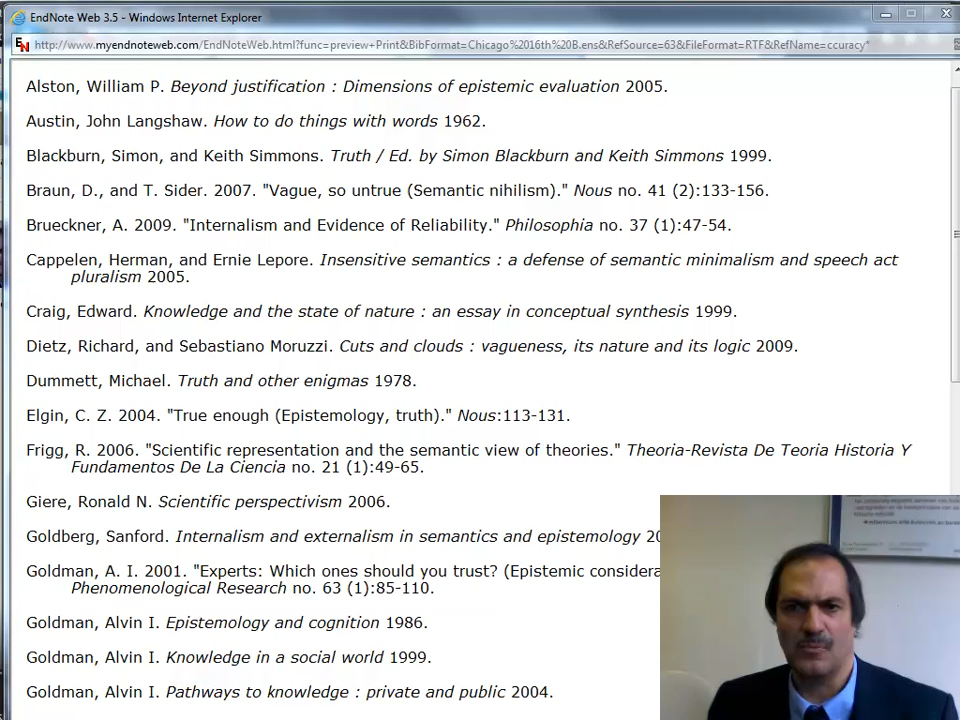 EndNote Web 3.5 - Windows Internet Explorer
http://www.myendnoteweb.com/EndNoteWeb.html?func=preview+Print&BibFormat=Chicago%2016th%20B.ens&RefSource=63&FileFormat=RTF&RefName=ccuracy"
Alston, William P. Beyond justification : Dimensions of epistemic evaluation 2005.
Austin, John Langshaw. How to do things with words 1962.
Blackburn, Simon, and Keith Simmons. Truth / Ed. by Simon Blackburn and Keith Simmons 1999.
Braun, D., and T. Sider. 2007. "Vague, so untrue (Semantic nihilism)." Nous no. 41 (2):133-156.
Brueckner, A. 2009. "Internalism and Evidence of Reliability." Philosophia no. 37 (1):47-54.
Cappelen, Herman, and Ernie Lepore. Insensitive semantics : a defense of semantic minimalism and speech act
pluralism 2005.
Craig, Edward. Knowledge and the state of nature : an essay in conceptual synthesis 1999.
Dietz, Richard, and Sebastiano Moruzzi. Cuts and clouds : vagueness, its nature and its logic 2009.
Dummett, Michael. Truth and other enigmas 1978.
Elgin, C. Z. 2004. "True enough (Epistemology, truth)." Nous:113-131.
Frigg, R. 2006. "Scientific representation and the semantic view of theories." Theoria-Revista De Teoria Historia Y
Fundamentos De La Ciencia no. 21 (1):49-65.
Giere, Ronald N. Scientific perspectivism 2006.
Goldberg, Sanford. Internalism and externalism in semantics and epistemology
Goldman, A. I. 2001. "Experts: Which ones should you trust? (Epistemic
Phenomenological Research no. 63 (1):85-110.
Goldman, Alvin I. Epistemology and cognition 1986.
Goldman, Alvin I. Knowledge in a social world 1999.
Goldman, Alvin I. Pathways to knowledge : private and public 2004.